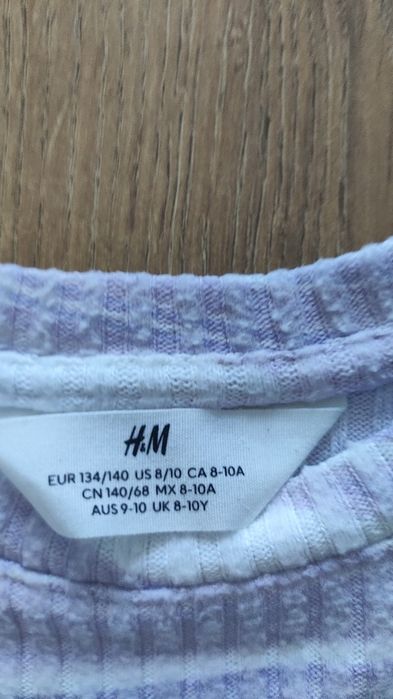 H&M
EUR 134/140 US 8/10 CA 8-10A
CN 140/68 MX 8-10A
AUS 9-10 UK 8-10Y